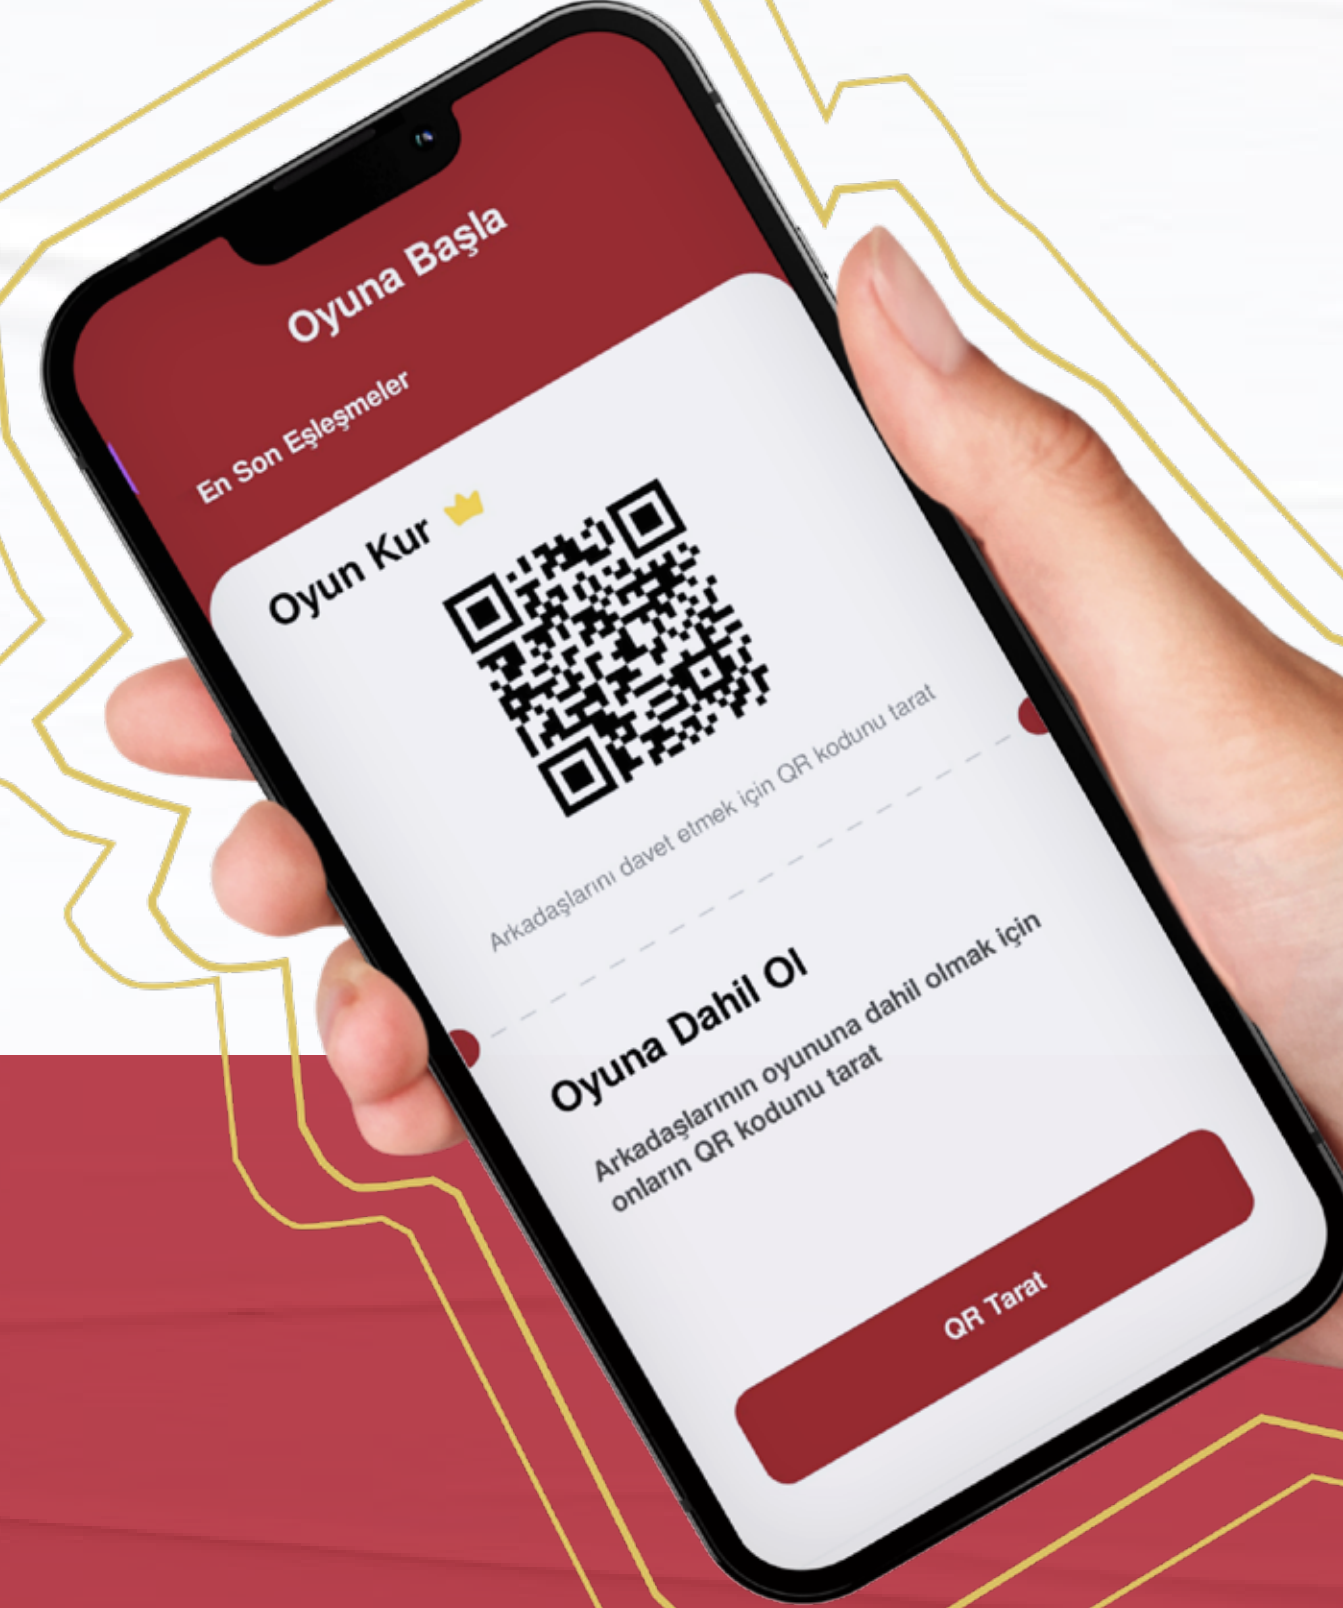 Oyuna Başla
En Son Eşleşmeler
Oyun Kur
Arkadaşlarını davet etmek için QR kodunu tarat
Oyuna Dahil Ol
Arkadaşlarının oyununa dahil olmak için
onların QR kodunu tarat
QR Tarat